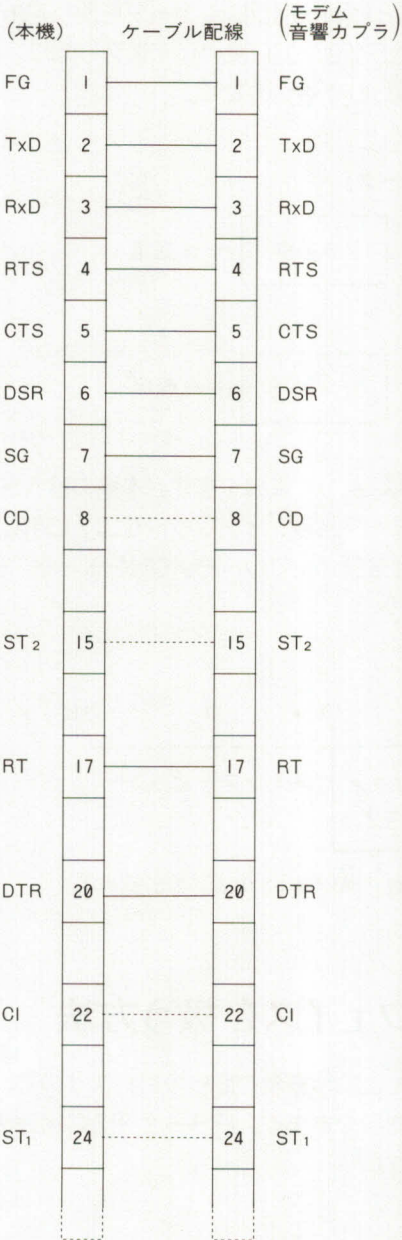 (本機) ケーブル配線 (モデム 音響カプラ)
FG 1 1 FG
TxD 2 2 TxD
RxD 3 3 RxD
RTS 4 4 RTS
CTS 5 5 CTS
DSR 6 6 DSR
SG 7 7 SG
CD 8 8 CD
ST2 15 15 ST2
RT 17 17 RT
DTR 20 20 DTR
CI 22 22 CI
ST1 24 24 ST1